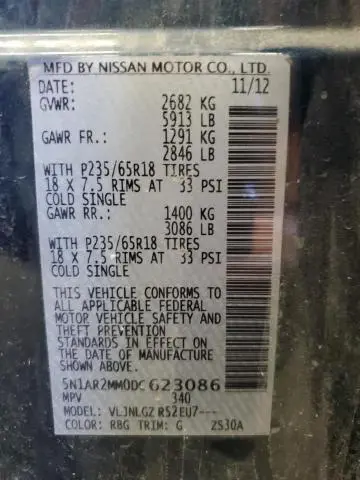 MFD BY NISSAN MOTOR CO., LTD.
DATE: 11/12
GVWR: 2682 KG
5913 LB
GAWR FR.: 1291 KG
2846 LB
WITH P235/65R18 TIRES
18 X 7.5 RIMS AT 33 PSI
COLD SINGLE
GAWR RR.: 1400 KG
3086 LB
WITH P235/65R18 TIRES
18 X 7.5 RIMS AT 33 PSI
COLD SINGLE
THIS VEHICLE CONFORMS TO
ALL APPLICABLE FEDERAL
MOTOR VEHICLE SAFETY AND
THEFT PREVENTION
STANDARDS IN EFFECT ON
DATE SHOWN ABOVE.
5N1AR2MM0DC623086
MPV 340
MODEL: VLJNLGZ R52EU7---
COLOR: RBG TRIM: G ZS30A